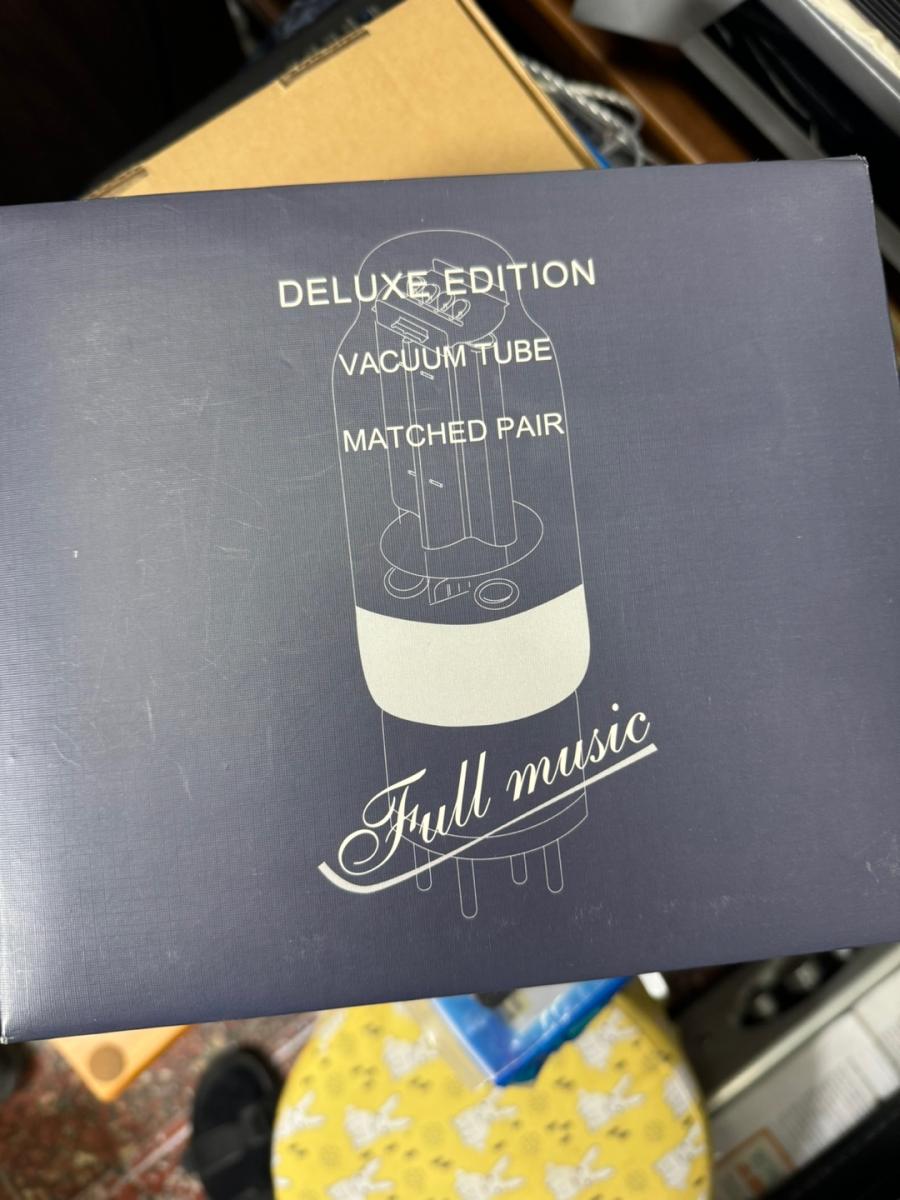 DELUXE EDITION
VACUUM TUBE
MATCHED PAIR
Full music